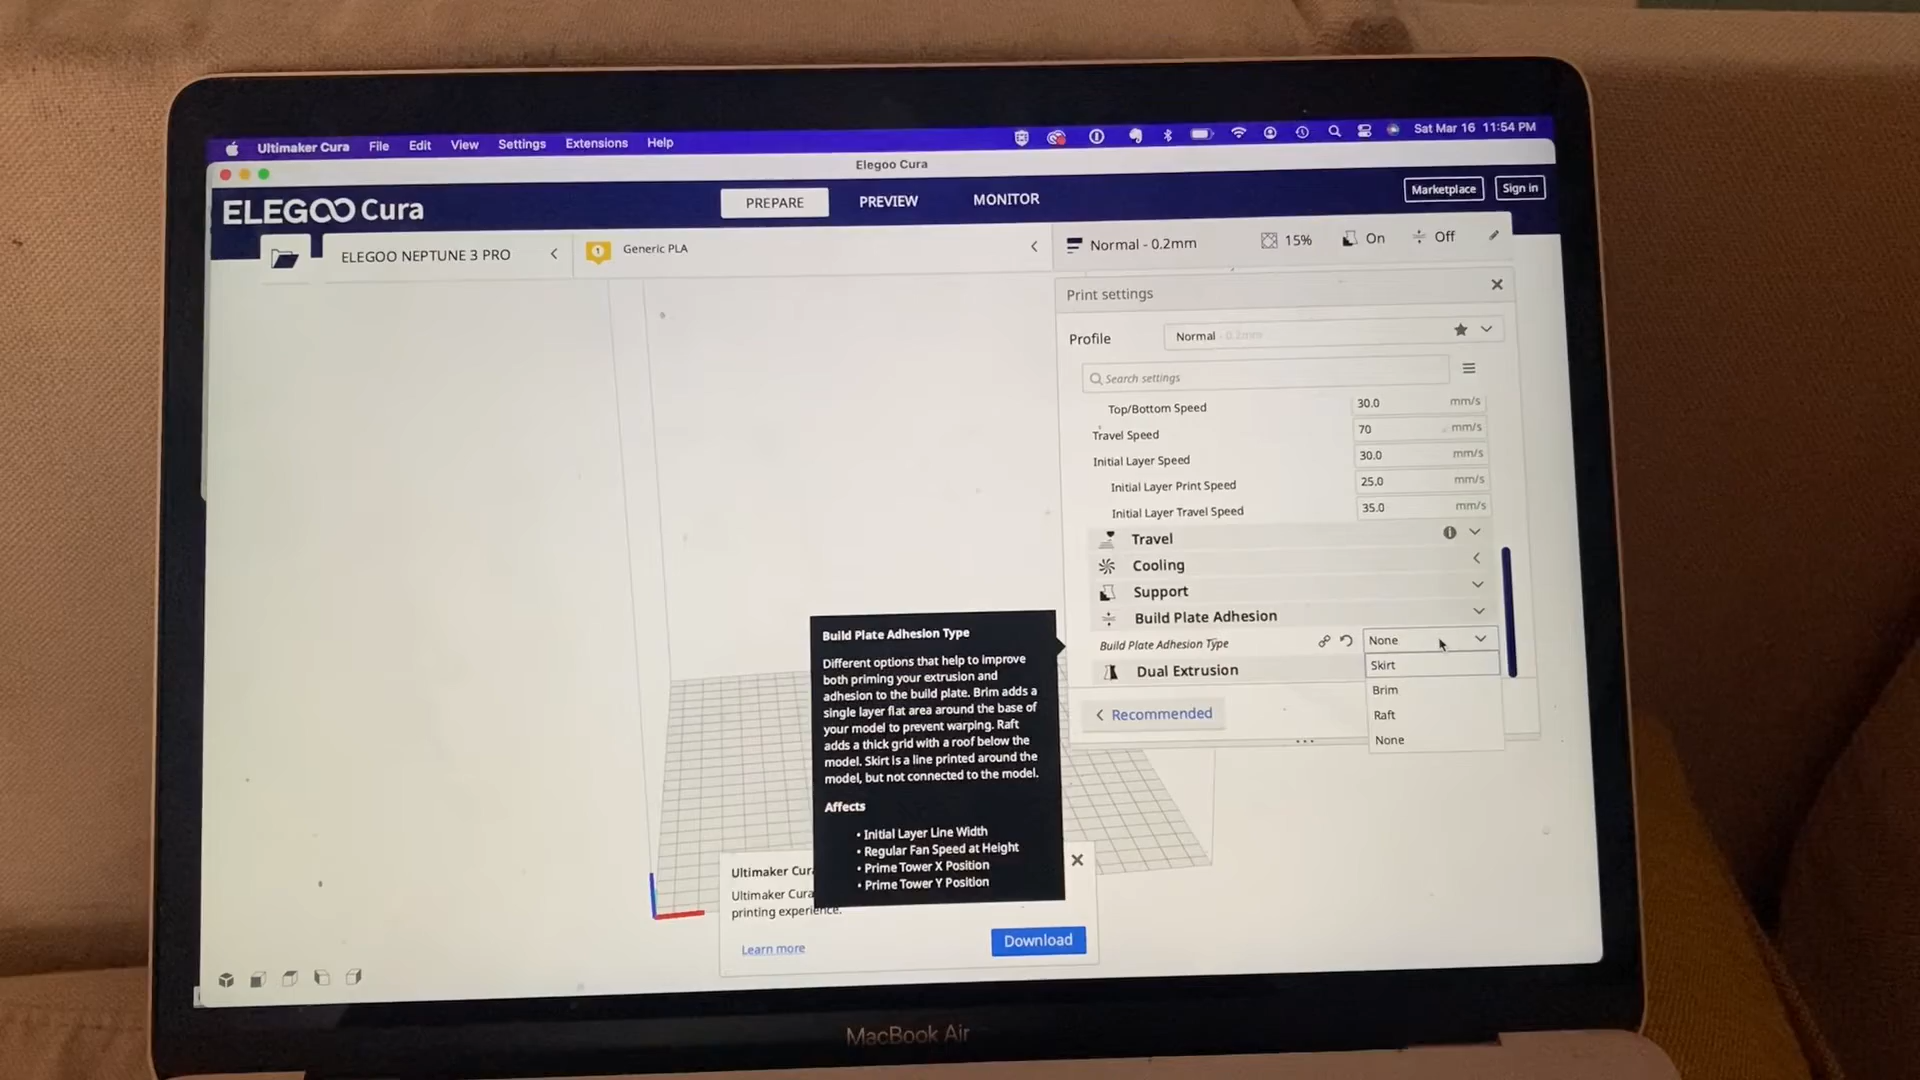 Ultimaker Cura File Edit View Settings Extensions Help Sat Mar 16 11:54 PM
Elegoo Cura
ELEGOO Cura
PREPARE PREVIEW MONITOR
Marketplace Sign in
ELEGOO NEPTUNE 3 PRO
1 Generic PLA
Normal - 0.2mm 15% On Off
Print settings
Profile Normal - 0.2mm
Search settings
Top/Bottom Speed 30.0 mm/s
Travel Speed 70 mm/s
Initial Layer Speed 30.0 mm/s
Initial Layer Print Speed 25.0 mm/s
Initial Layer Travel Speed 35.0 mm/s
Travel
Cooling
Support
Build Plate Adhesion
Build Plate Adhesion Type None
Dual Extrusion
Skirt
Brim
Raft
None
Recommended
Build Plate Adhesion Type
Different options that help to improve
both priming your extrusion and
adhesion to the build plate. Brim adds a
single layer flat area around the base of
your model to prevent warping. Raft
adds a thick grid with a roof below the
model. Skirt is a line printed around the
model, but not connected to the model.
Affects
• Initial Layer Line Width
• Regular Fan Speed at Height
• Prime Tower X Position
• Prime Tower Y Position
Ultimaker Cur
Ultimaker Cura
printing experience.
Learn more Download
MacBook Air